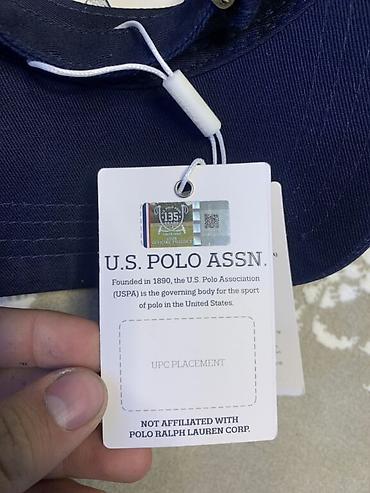 135
U.S. POLO ASSN.
Founded in 1890, the U.S. Polo Association
(USPA) is the governing body for the sport
of polo in the United States.
UPC PLACEMENT
NOT AFFILIATED WITH
POLO RALPH LAUREN CORP.